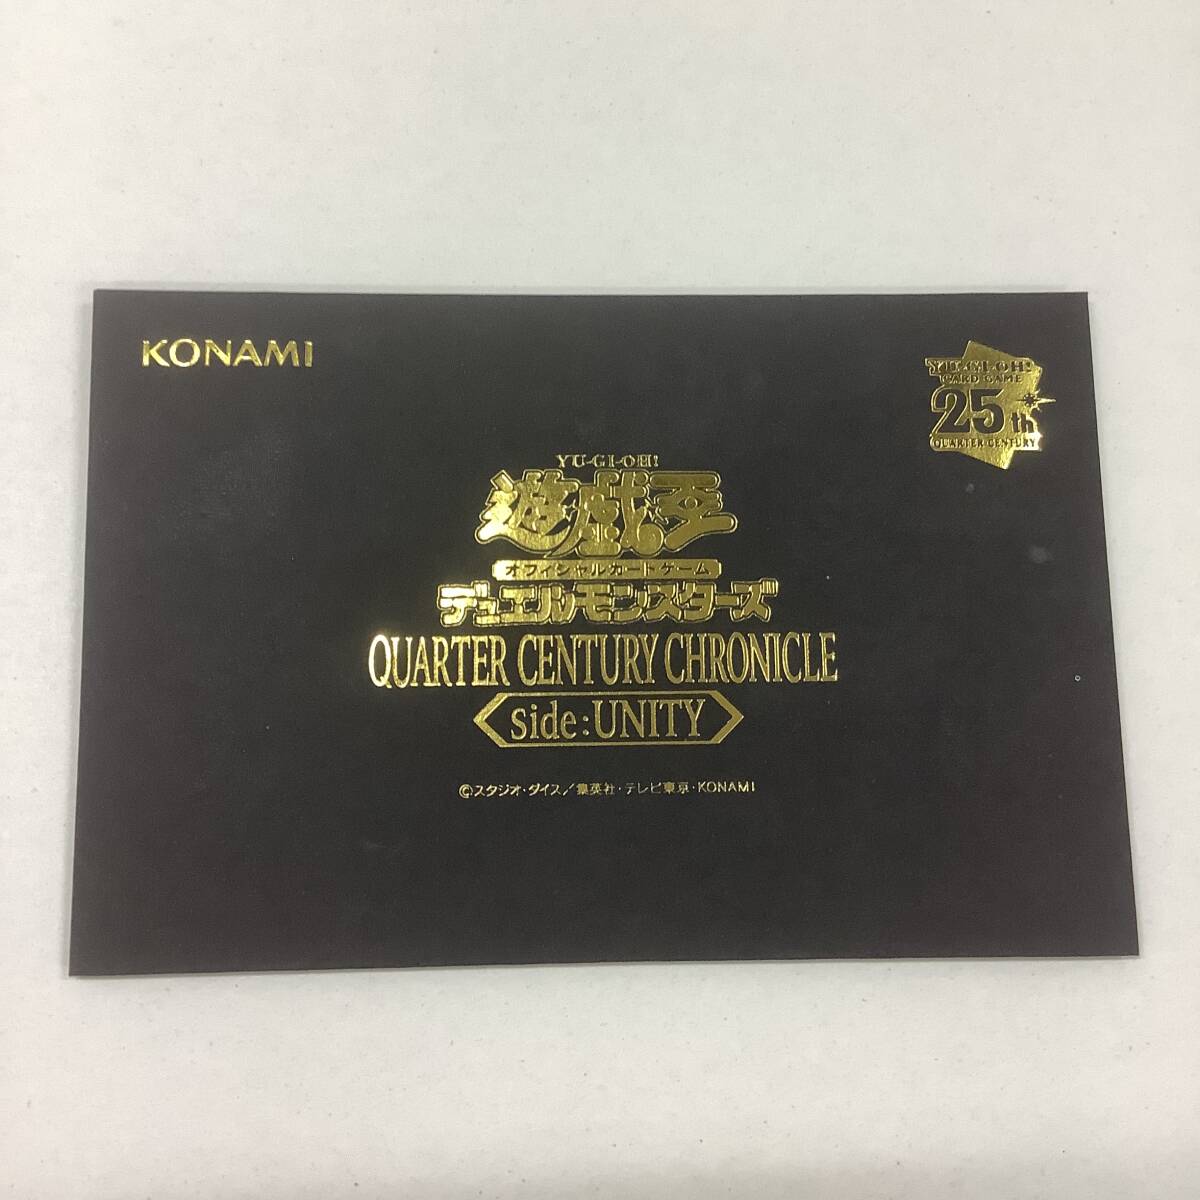 KONAMI
YU-GI-OH!
CARD GAME
25th
QUARTER CENTURY
YU-GI-OH!
遊戯王
オフィシャルカードゲーム
デュエルモンスターズ
QUARTER CENTURY CHRONICLE
side:UNITY
©スタジオ・ダイス/集英社・テレビ東京・KONAMI